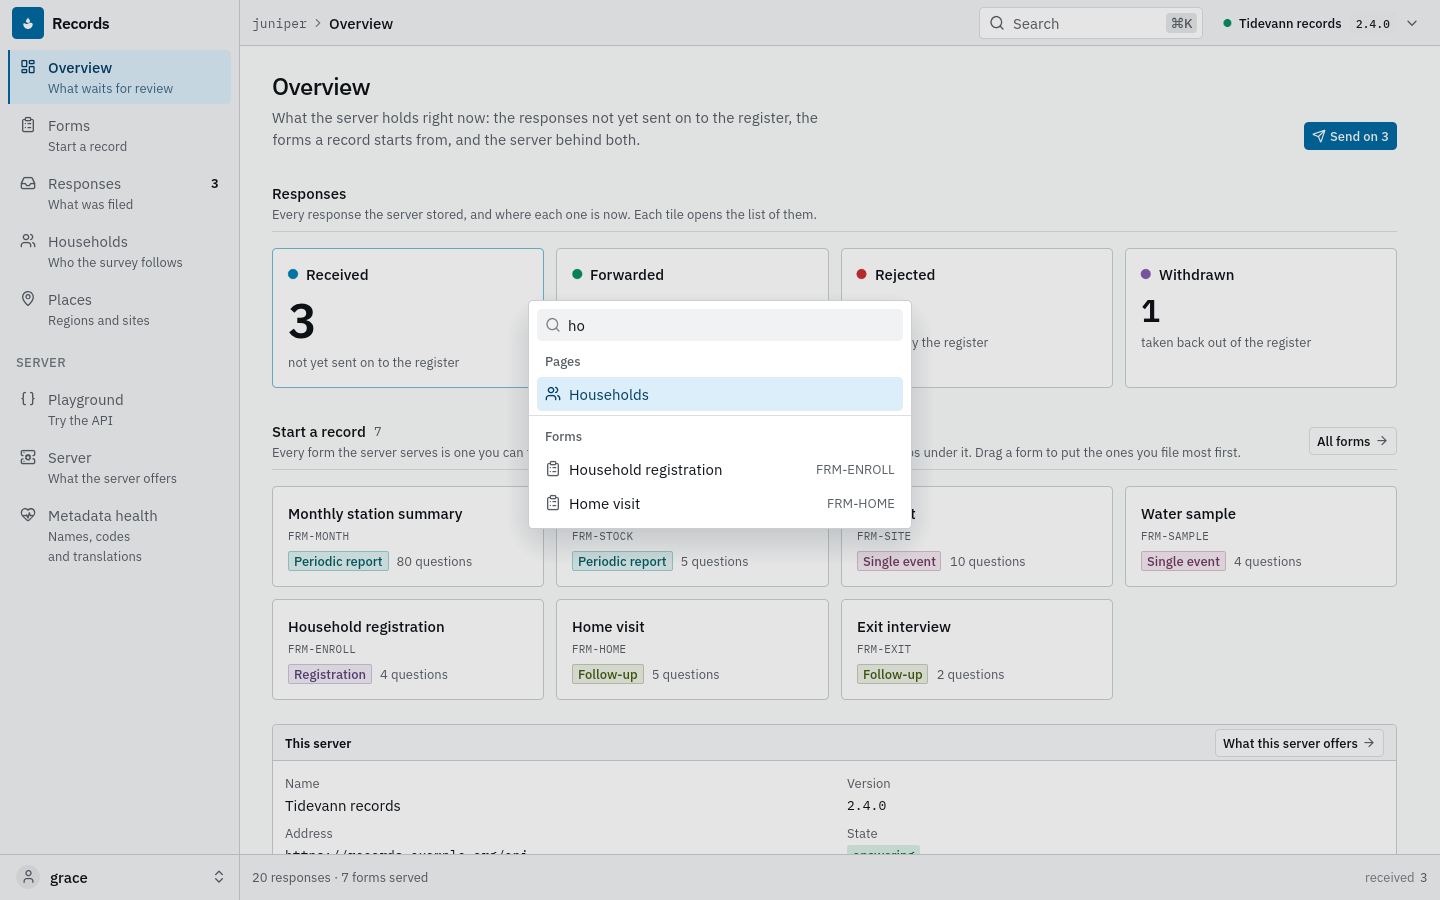 Records
Overview
What waits for review
Forms
Start a record
Responses 3
What was filed
Households
Who the survey follows
Places
Regions and sites
SERVER
Playground
Try the API
Server
What the server offers
Metadata health
Names, codes
and translations
grace
juniper > Overview
Search ⌘K
Tidevann records 2.4.0
Overview
What the server holds right now: the responses not yet sent on to the register, the
forms a record starts from, and the server behind both.
Send on 3
Responses
Every response the server stored, and where each one is now. Each tile opens the list of them.
Received
3
not yet sent on to the register
Forwarded
Rejected
y the register
Withdrawn
1
taken back out of the register
ho
Pages
Households
Forms
Household registration FRM-ENROLL
Home visit FRM-HOME
Start a record 7
Every form the server serves is one you can
s under it. Drag a form to put the ones you file most first.
All forms
Monthly station summary
FRM-MONTH
Periodic report 80 questions
FRM-STOCK
Periodic report 5 questions
t
FRM-SITE
Single event 10 questions
Water sample
FRM-SAMPLE
Single event 4 questions
Household registration
FRM-ENROLL
Registration 4 questions
Home visit
FRM-HOME
Follow-up 5 questions
Exit interview
FRM-EXIT
Follow-up 2 questions
This server
What this server offers
Name
Tidevann records
Version
2.4.0
Address
State
20 responses · 7 forms served
received 3